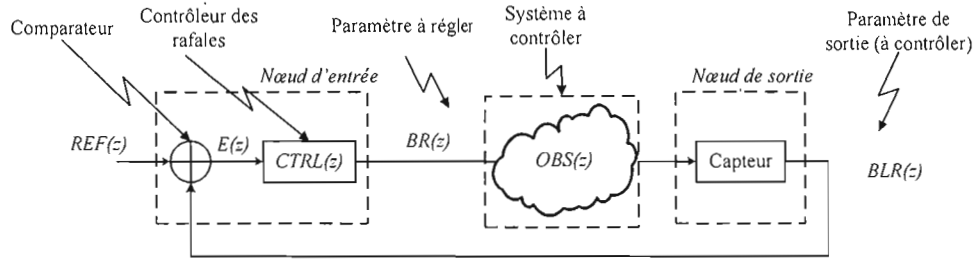 Comparateur
Contrôleur des
rafales
Paramètre à régler
Système à
contrôler
Paramètre de
sortie (à contrôler)
Nœud d'entrée
Nœud de sortie
REF(z)
E(z)
CTRL(z)
BR(z)
OBS(z)
Capteur
BLR(z)